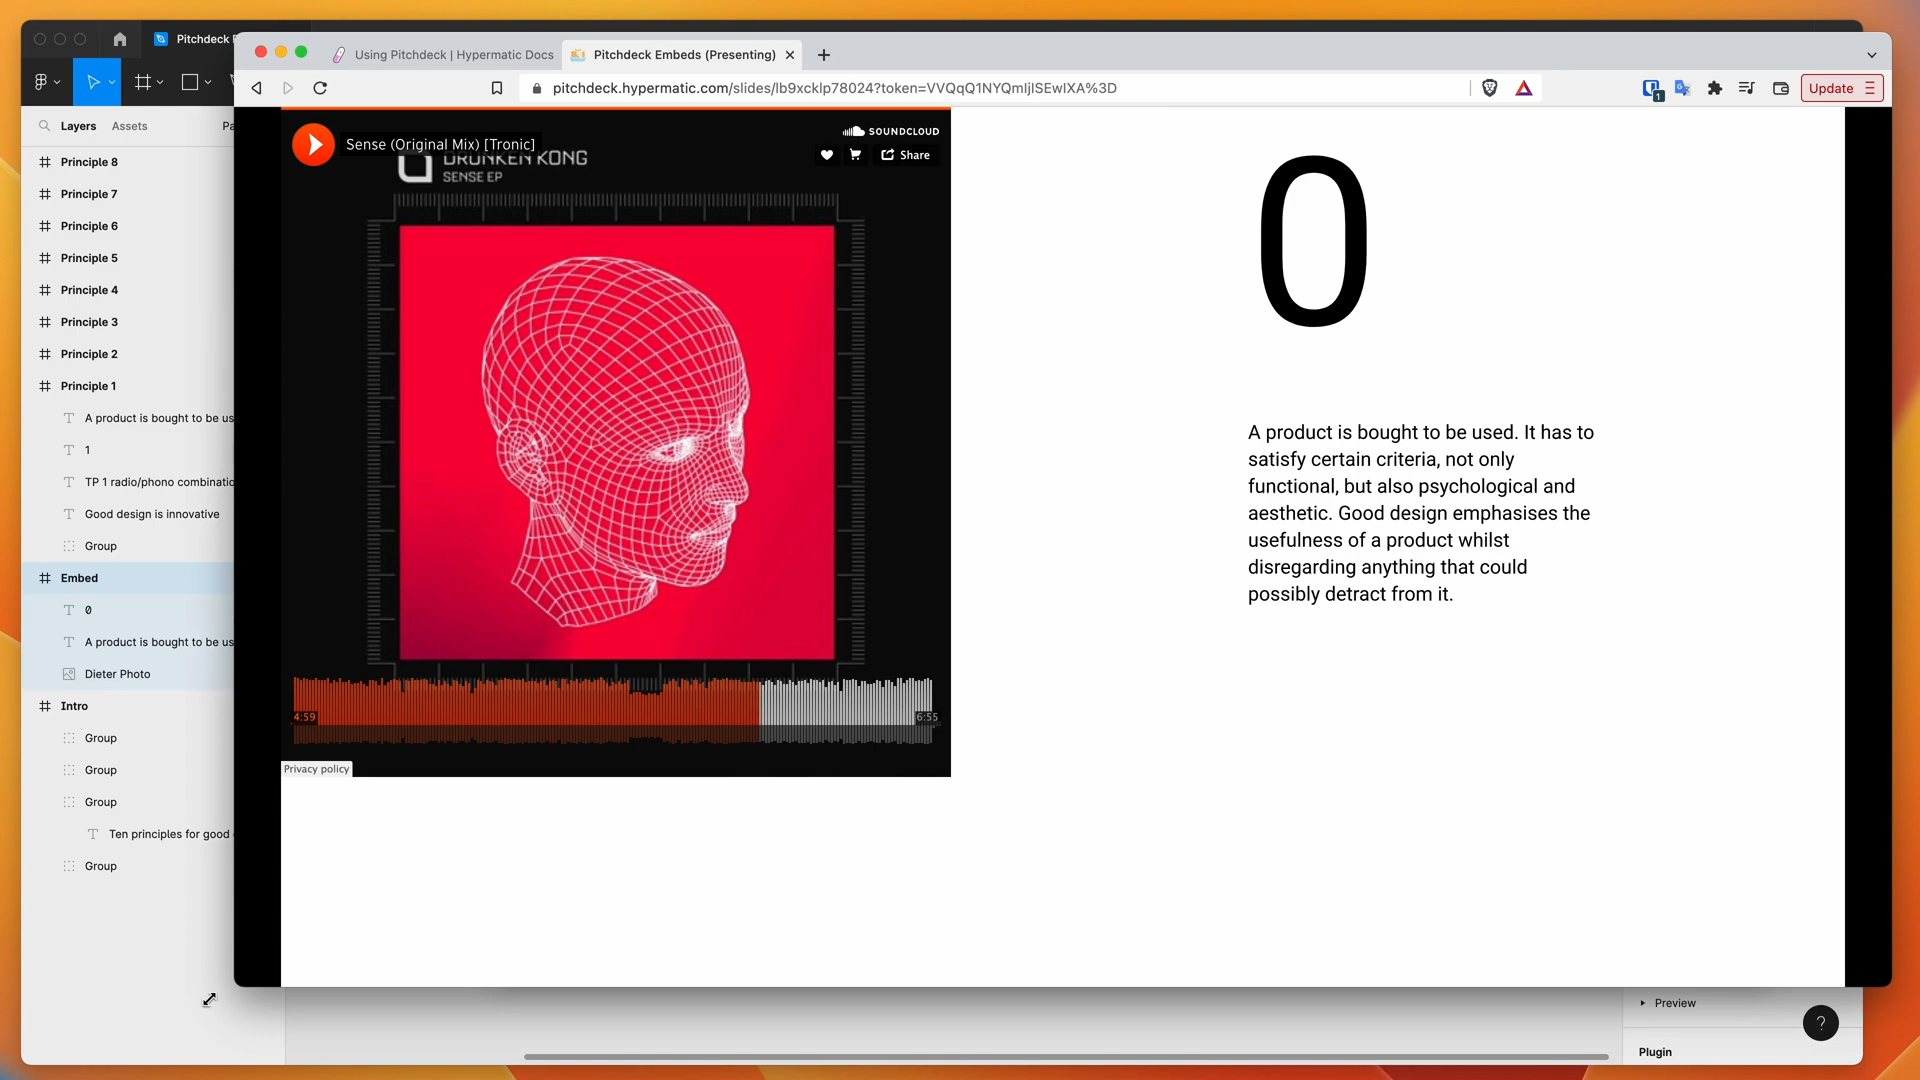 Pitchdeck
Using Pitchdeck | Hypermatic Docs
Pitchdeck Embeds (Presenting)
pitchdeck.hypermatic.com/slides/lb9xcklp78024?token=VVQqQ1NYQmljlSEwlXA%3D
1
Update
Layers
Assets
Principle 8
Principle 7
Principle 6
Principle 5
Principle 4
Principle 3
Principle 2
Principle 1
A product is bought to be us
1
TP 1 radio/phono combinatio
Good design is innovative
Group
Embed
0
A product is bought to be us
Dieter Photo
Intro
Group
Group
Group
Ten principles for good
Group
Sense (Original Mix) [Tronic]
DRUNKEN KONG
SENSE EP
SOUNDCLOUD
Share
4:59
6:55
Privacy policy
0
A product is bought to be used. It has to
satisfy certain criteria, not only
functional, but also psychological and
aesthetic. Good design emphasises the
usefulness of a product whilst
disregarding anything that could
possibly detract from it.
Preview
?
Plugin